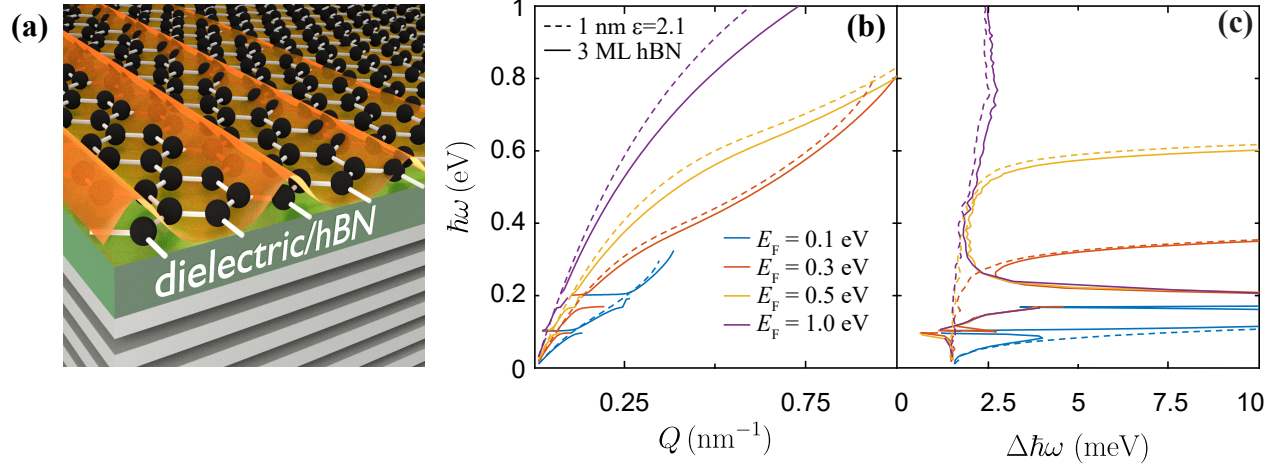 (a)
dielectric/hBN
1 nm ε=2.1
3 ML hBN
(b)
(c)
1
0.8
0.6
0.4
0.2
0
ħω (eV)
E_F = 0.1 eV
E_F = 0.3 eV
E_F = 0.5 eV
E_F = 1.0 eV
0.25
0.75
Q (nm⁻¹)
0
2.5
5
7.5
10
Δħω (meV)